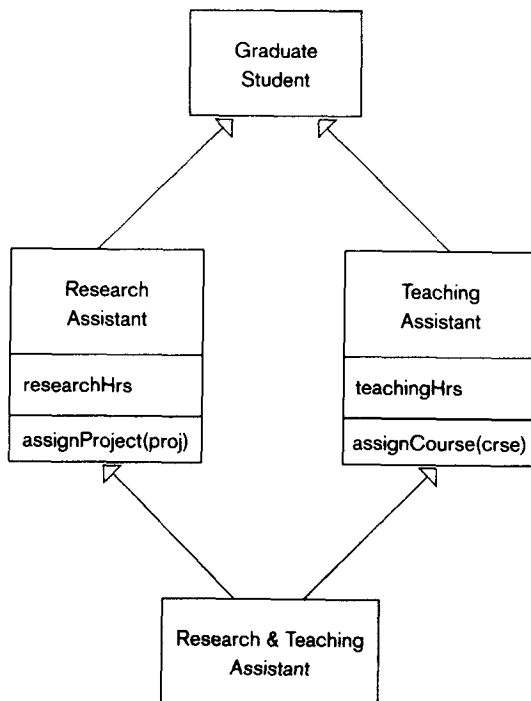 Graduate
Student
Research
Assistant
researchHrs
assignProject(proj)
Teaching
Assistant
teachingHrs
assignCourse(crse)
Research & Teaching
Assistant